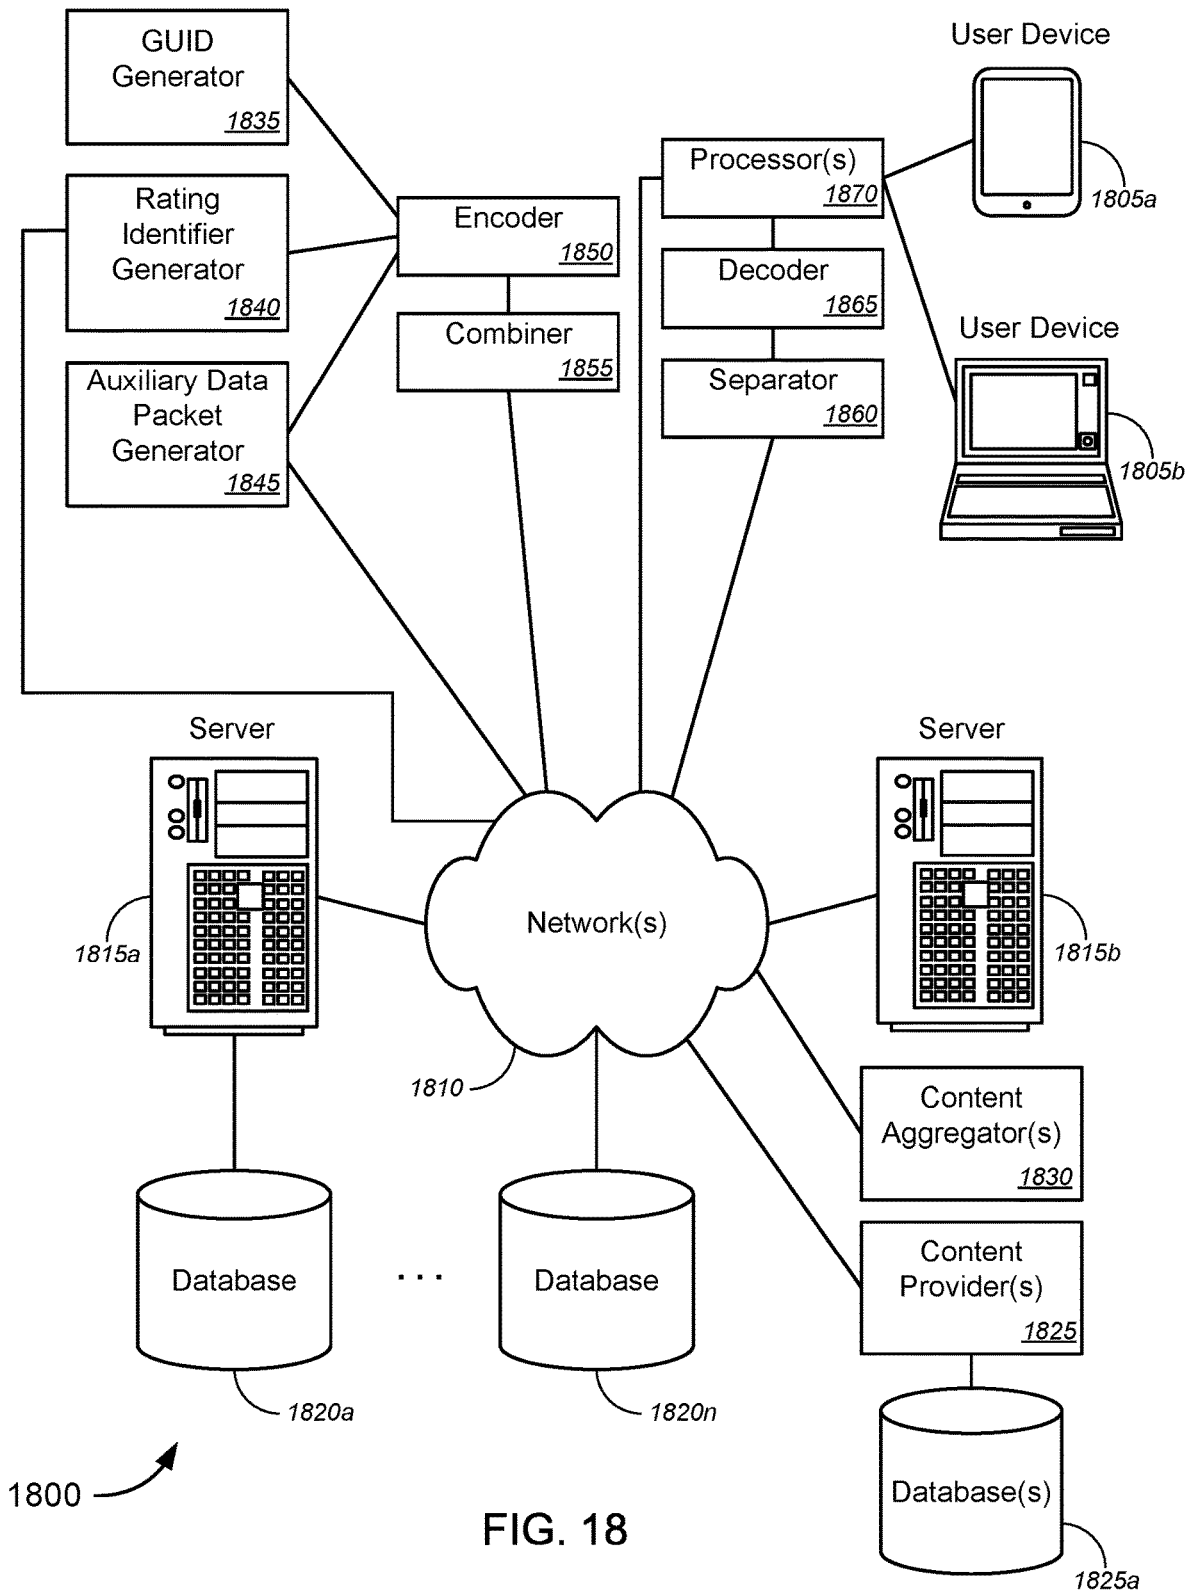 GUID
Generator
1835
Rating
Identifier
Generator
1840
Auxiliary Data
Packet
Generator
1845
Encoder
1850
Combiner
1855
Processor(s)
1870
Decoder
1865
Separator
1860
User Device
1805a
User Device
1805b
Server
1815a
Server
1815b
Network(s)
1810
Content
Aggregator(s)
1830
Content
Provider(s)
1825
Database
1820a
. . .
Database
1820n
Database(s)
1825a
1800
FIG. 18